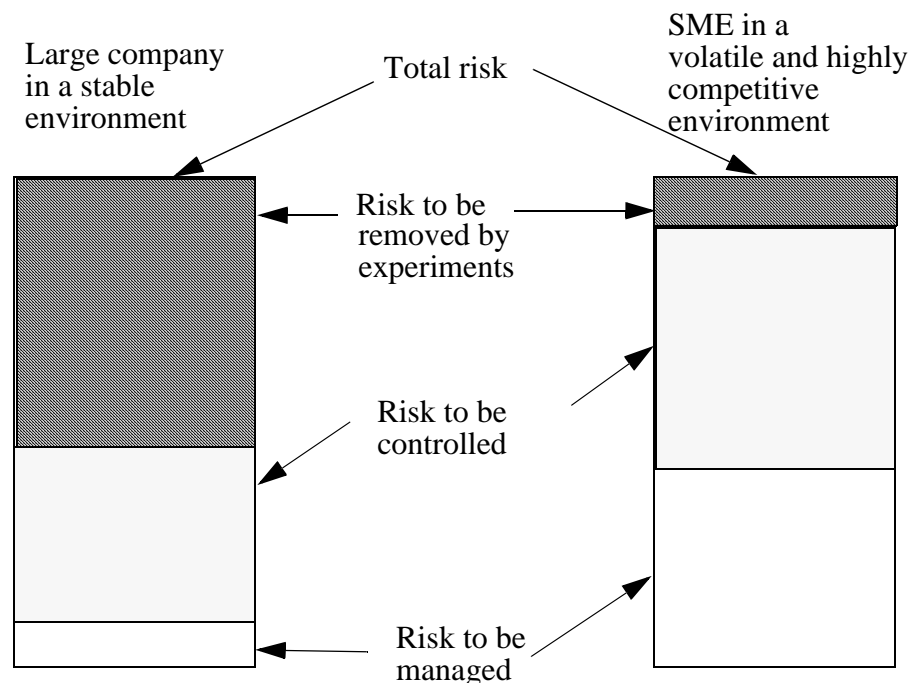 Large company
in a stable
environment
Total risk
SME in a
volatile and highly
competitive
environment
Risk to be
removed by
experiments
Risk to be
controlled
Risk to be
managed